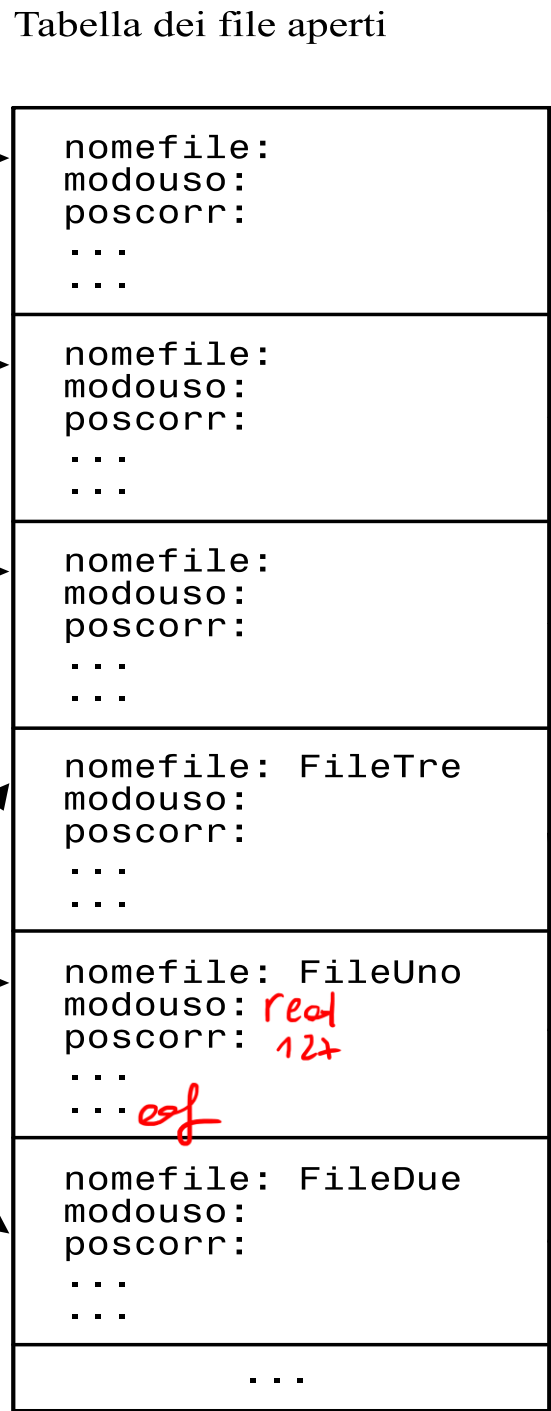 Tabella dei file aperti
nomefile:
modouso:
poscorr:
...
...
nomefile:
modouso:
poscorr:
...
...
nomefile:
modouso:
poscorr:
...
...
nomefile: FileTre
modouso:
poscorr:
...
...
nomefile: FileUno
modouso: read
poscorr: 127
...
... eof
nomefile: FileDue
modouso:
poscorr:
...
...
...